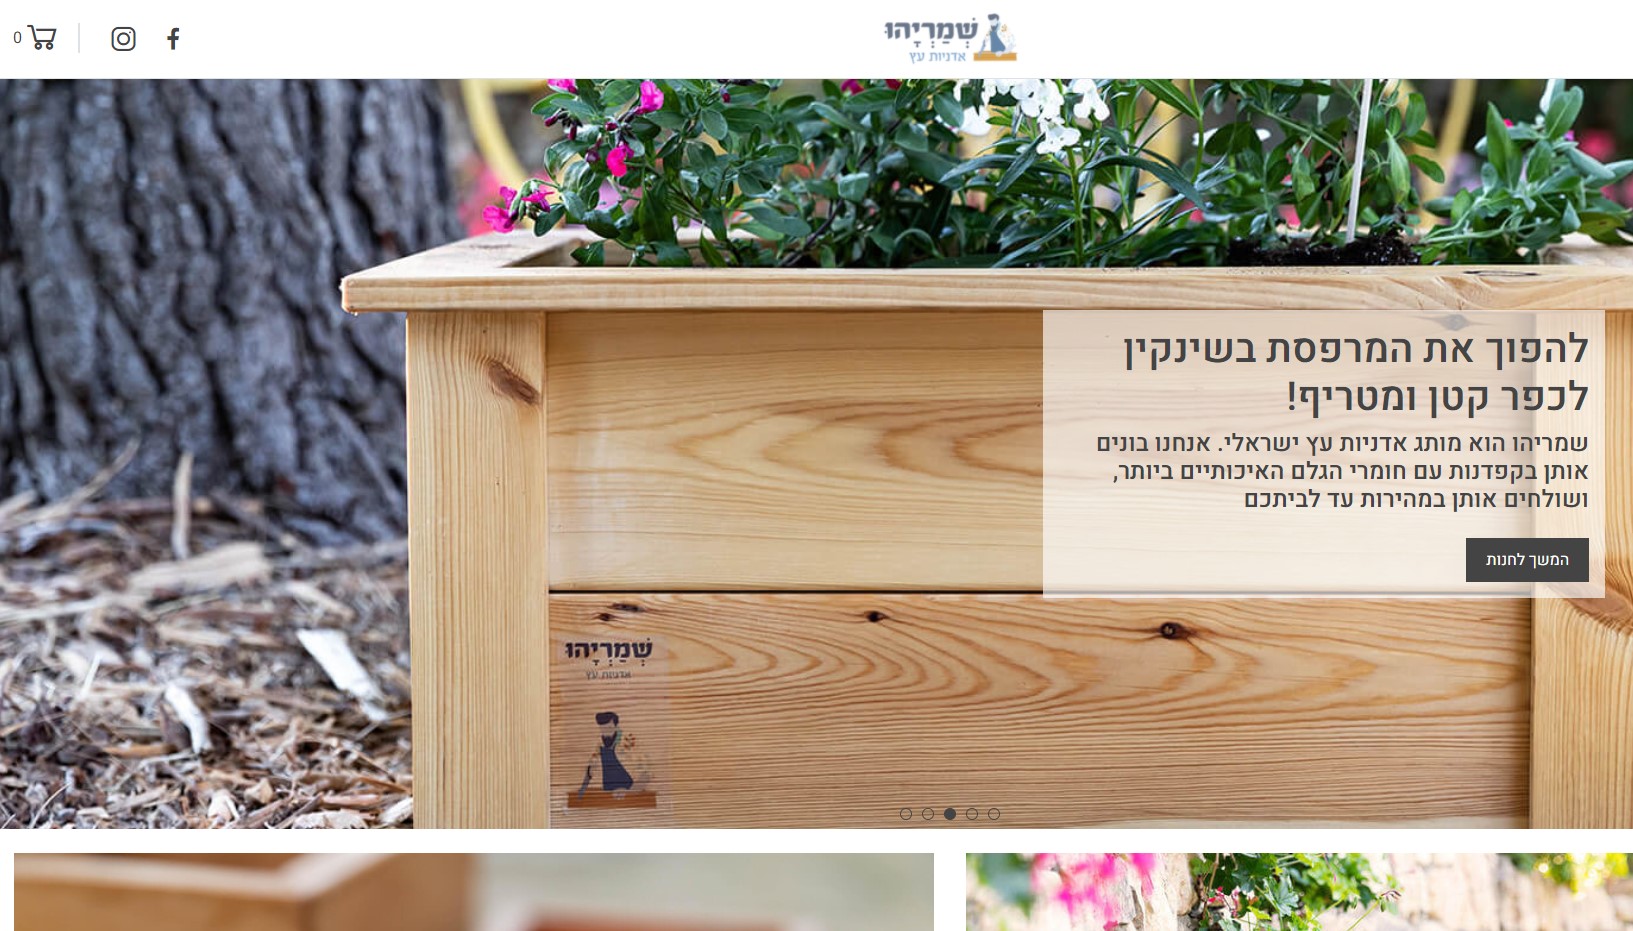 0
שְׁמַרְיָהוּ
אדניות עץ
להפוך את המרפסת בשינקין
לכפר קטן ומטריף!
שמריהו הוא מותג אדניות עץ ישראלי. אנחנו בונים
אותן בקפדנות עם חומרי הגלם האיכותיים ביותר,
ושולחים אותן במהירות עד לביתכם
המשך לחנות
שְׁמַרְיָהוּ
אדניות עץ